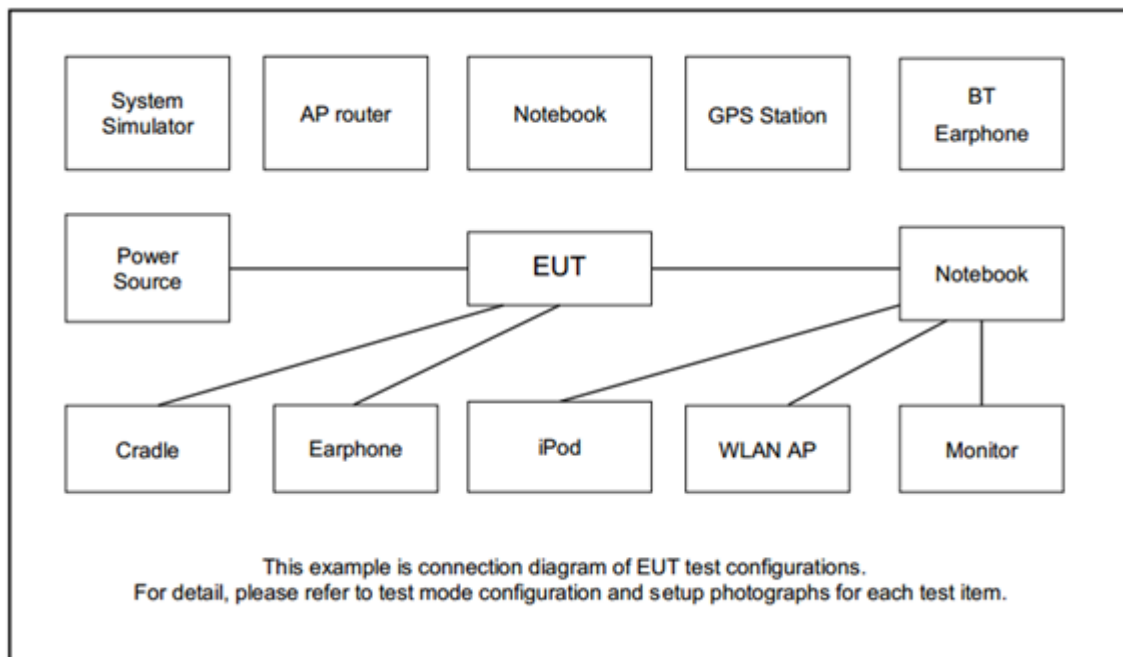 System
Simulator
AP router
Notebook
GPS Station
BT
Earphone
Power
Source
EUT
Notebook
Cradle
Earphone
iPod
WLAN AP
Monitor
This example is connection diagram of EUT test configurations.
For detail, please refer to test mode configuration and setup photographs for each test item.